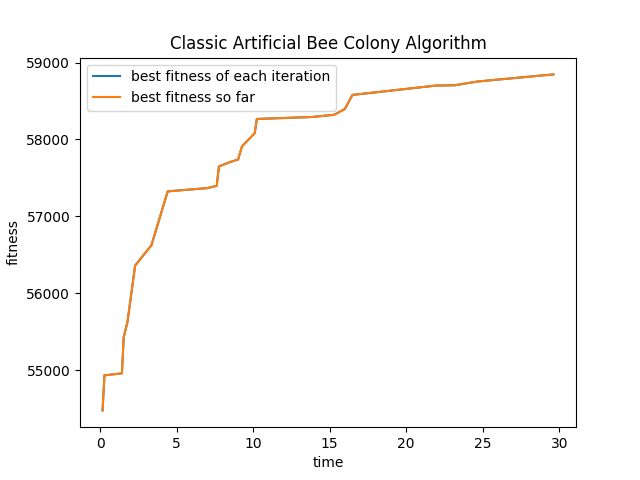 Classic Artificial Bee Colony Algorithm
best fitness of each iteration
best fitness so far
59000
58000
57000
56000
55000
fitness
0 5 10 15 20 25 30
time